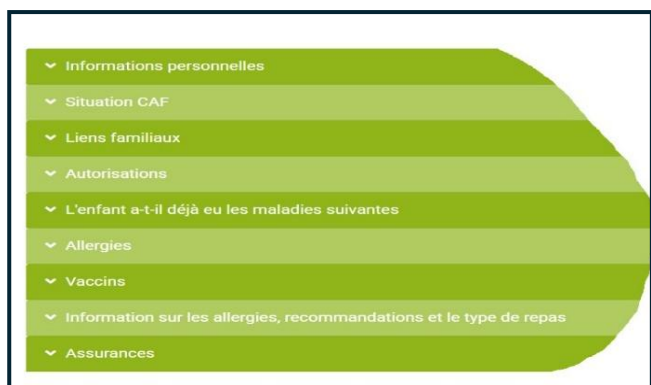 Informations personnelles
Situation CAF
Liens familiaux
Autorisations
L'enfant a-t-il déjà eu les maladies suivantes
Allergies
Vaccins
Information sur les allergies, recommandations et le type de repas
Assurances